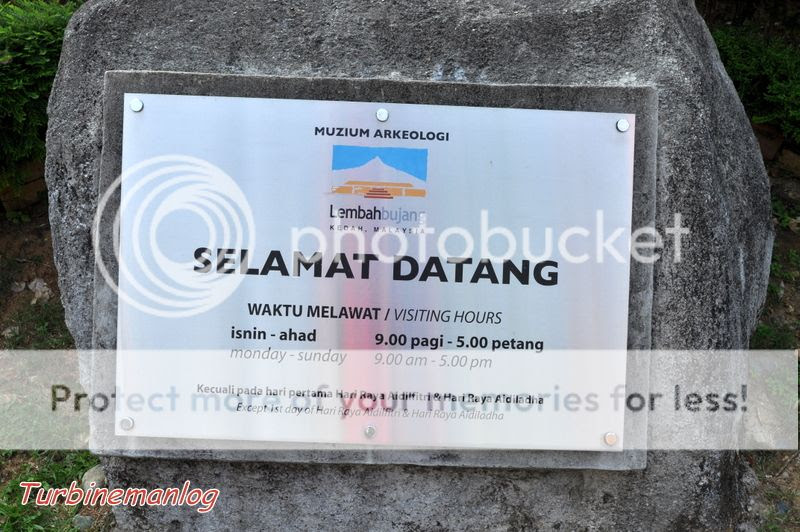 MUZIUM ARKEOLOGI
Lembahbujang
KEDAH, MALAYSIA
photobucket
SELAMAT DATANG
WAKTU MELAWAT / VISITING HOURS
isnin - ahad 9.00 pagi - 5.00 petang
monday - sunday 9.00 am - 5.00 pm
Protect more of your memories for less!
Kecuali pada hari pertama Hari Raya Aidilfitri & Hari Raya Aidiladha
Except 1st day of Hari Raya Aidilfitri & Hari Raya Aidiladha
Turbinemanlog